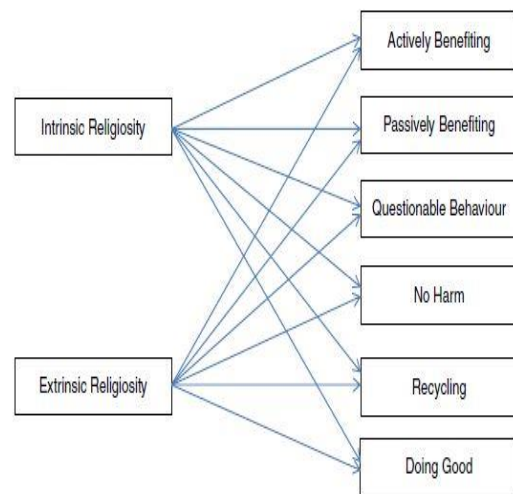 Actively Benefiting
Intrinsic Religiosity
Passively Benefiting
Questionable Behaviour
No Harm
Extrinsic Religiosity
Recycling
Doing Good